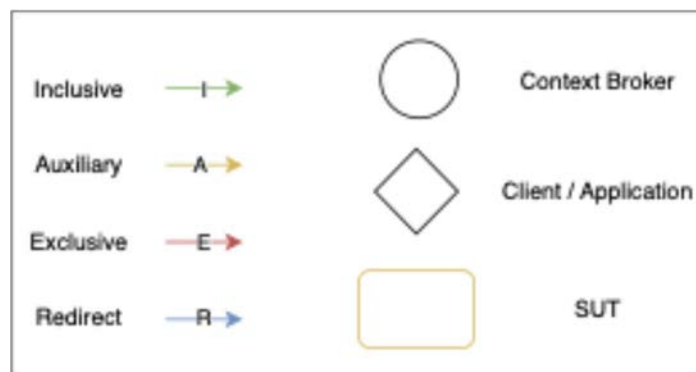 Inclusive I Context Broker
Auxiliary A
Client / Application
Exclusive E
Redirect R SUT